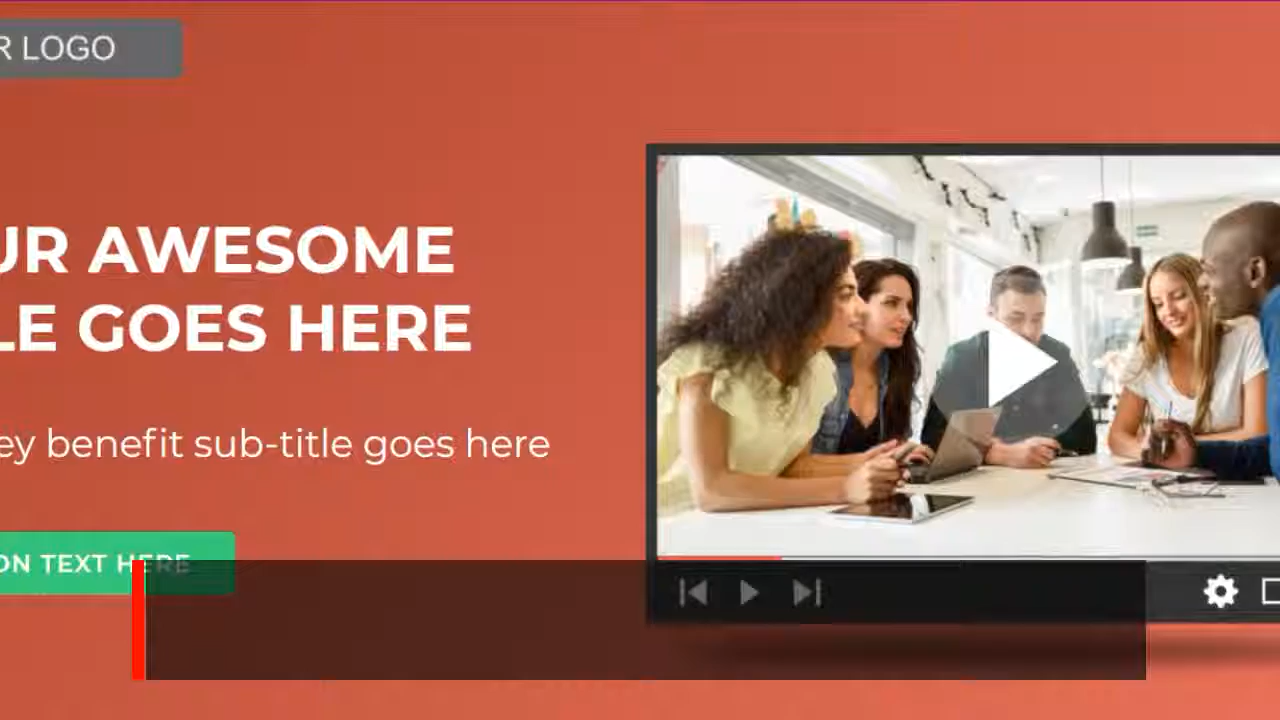 R LOGO
UR AWESOME
LE GOES HERE
ey benefit sub-title goes here
ON TEXT HERE